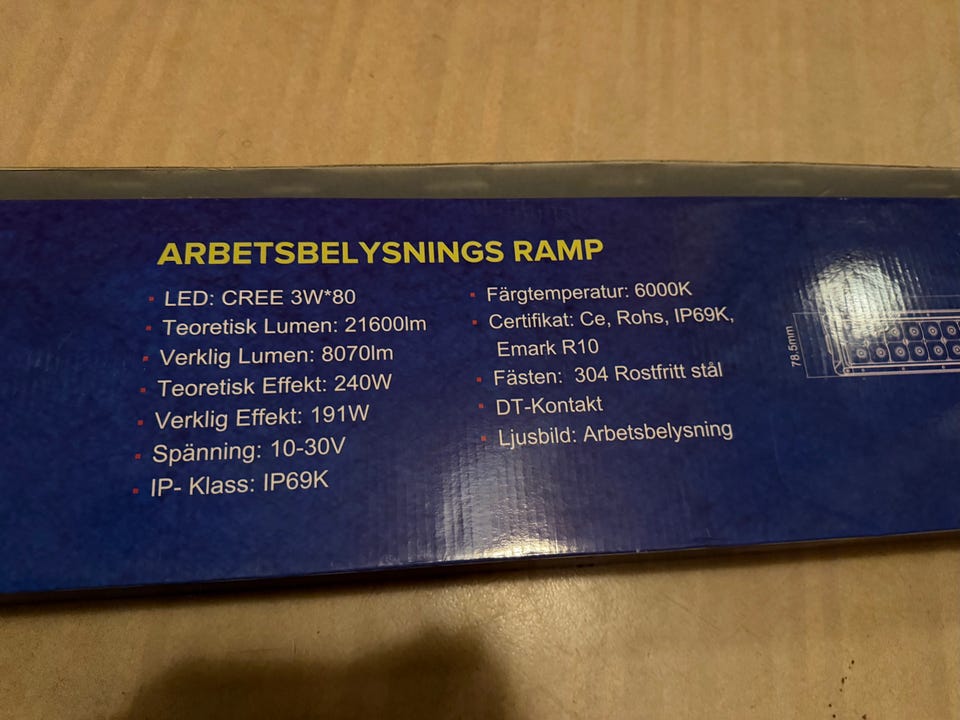 ARBETSBELYSNINGS RAMP
LED: CREE 3W*80
Teoretisk Lumen: 21600lm
Verklig Lumen: 8070lm
Teoretisk Effekt: 240W
Verklig Effekt: 191W
Spänning: 10-30V
IP- Klass: IP69K
Färgtemperatur: 6000K
Certifikat: Ce, Rohs, IP69K,
Emark R10
Fästen: 304 Rostfritt stål
DT-Kontakt
Ljusbild: Arbetsbelysning
78.5mm